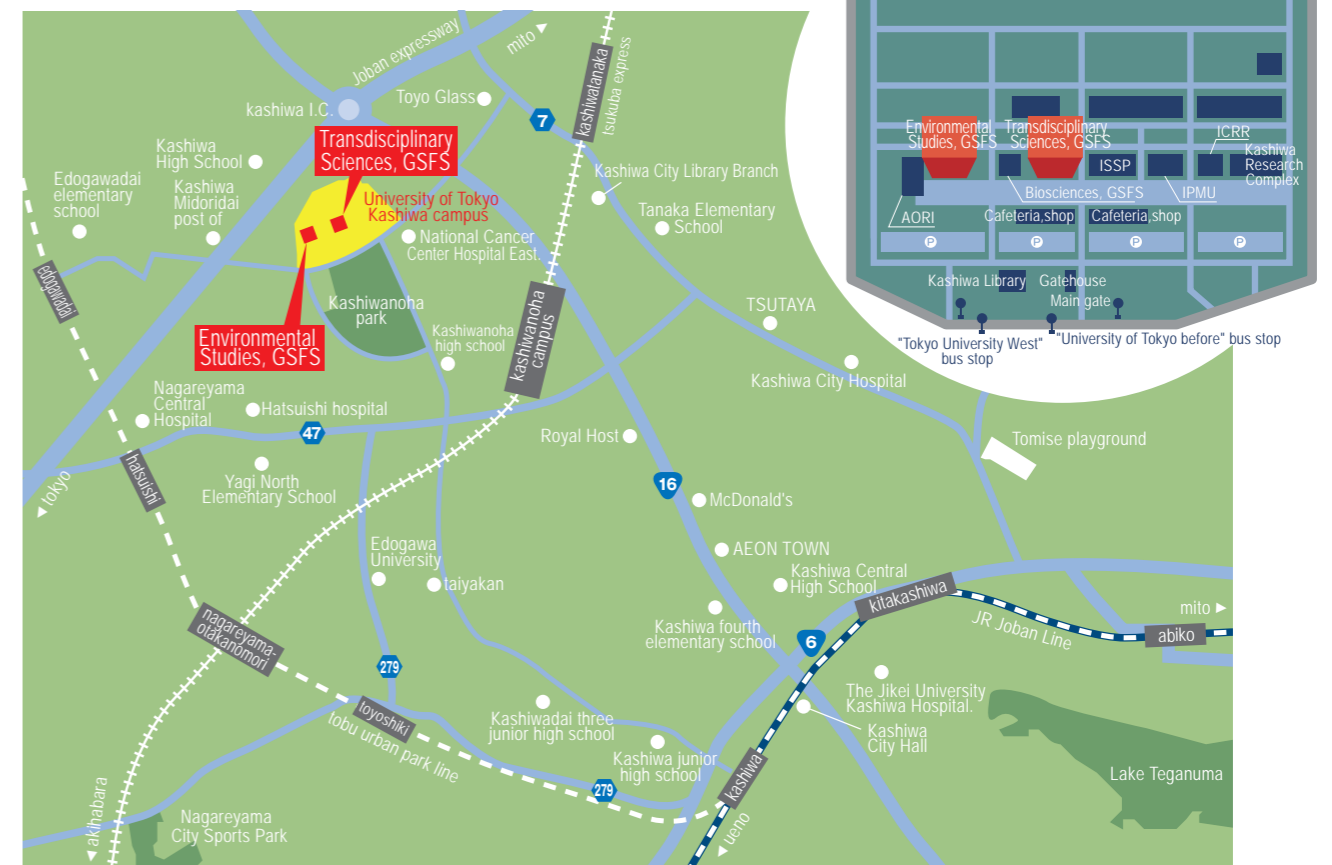 Joban expressway
mito
kashiwatanaka
tsukuba express
kashiwa I.C.
Toyo Glass
7
Transdisciplinary
Sciences, GSFS
Kashiwa
High School
Kashiwa
Midoridai
post of
Edogawadai
elementary
school
University of Tokyo
Kashiwa campus
Kashiwa City Library Branch
Tanaka Elementary
School
National Cancer
Center Hospital East.
edogawadai
Kashiwanoha
park
Environmental
Studies, GSFS
Kashiwanoha
high school
kashiwanoha
campus
TSUTAYA
Kashiwa City Hospital
Nagareyama
Central
Hospital
Hatsuishi hospital
47
Royal Host
Tomise playground
hatsuishi
tokyo
Yagi North
Elementary School
16
McDonald's
AEON TOWN
Edogawa
University
taiyakan
Kashiwa Central
High School
kitakashiwa
Kashiwa fourth
elementary school
6
JR Joban Line
mito
abiko
nagareyama-
otakanomori
279
toyoshiki
tobu urban park line
Kashiwadai three
junior high school
The Jikei University
Kashiwa Hospital.
Kashiwa
City Hall
Kashiwa junior
high school
kashiwa
279
ueno
Lake Teganuma
akihabara
Nagareyama
City Sports Park
Environmental
Studies, GSFS
Transdisciplinary
Sciences, GSFS
ISSP
ICRR
Kashiwa
Research
Complex
Biosciences, GSFS
IPMU
AORI
Cafeteria,shop
Cafeteria,shop
P
P
P
P
Kashiwa Library
Gatehouse
Main gate
"Tokyo University West"
bus stop
"University of Tokyo before" bus stop